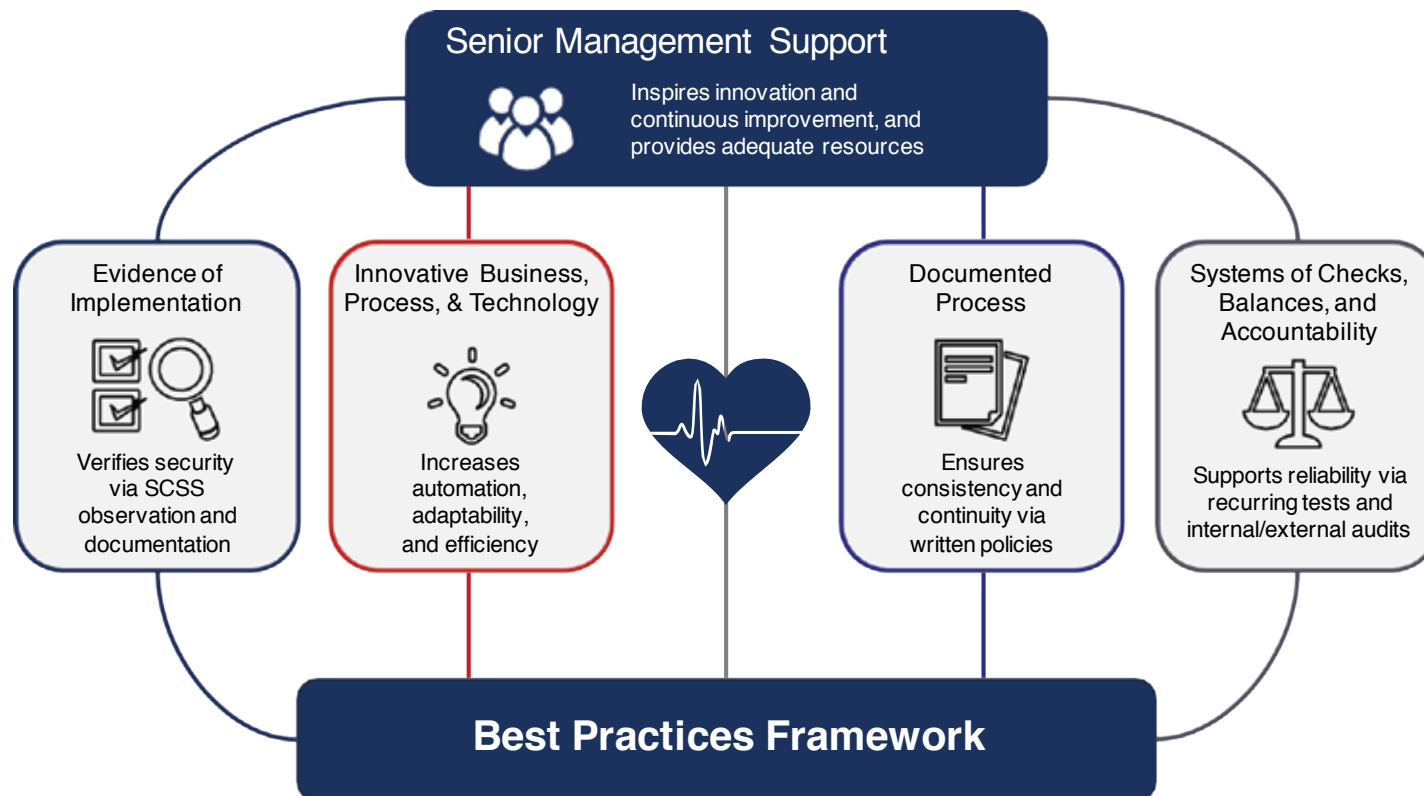 Senior Management Support
Inspires innovation and
continuous improvement, and
provides adequate resources
Evidence of
Implementation
Verifies security
via SCSS
observation and
documentation
Innovative Business,
Process, & Technology
Increases
automation,
adaptability,
and efficiency
Documented
Process
Ensures
consistency and
continuity via
written policies
Systems of Checks,
Balances, and
Accountability
Supports reliability via
recurring tests and
internal/external audits
Best Practices Framework